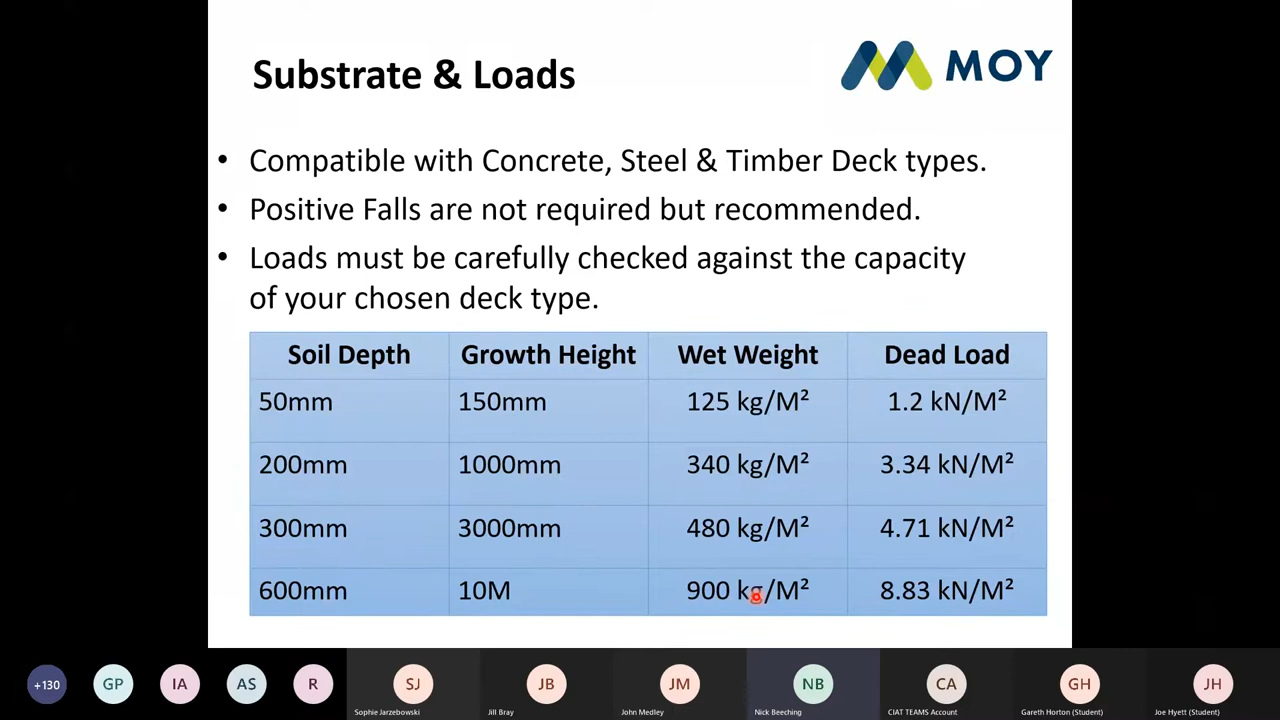 Substrate & Loads
MOY
• Compatible with Concrete, Steel & Timber Deck types.
• Positive Falls are not required but recommended.
• Loads must be carefully checked against the capacity
of your chosen deck type.
Soil Depth Growth Height Wet Weight Dead Load
50mm 150mm 125 kg/M² 1.2 kN/M²
200mm 1000mm 340 kg/M² 3.34 kN/M²
300mm 3000mm 480 kg/M² 4.71 kN/M²
600mm 10M 900 kg/M² 8.83 kN/M²
+130 GP IA AS R SJ JB JM NB CA GH JH
Sophie Jarzebowski Jill Bray John Medley Nick Beeching CIAT TEAMS Account Gareth Horton (Student) Joe Hyett (Student)